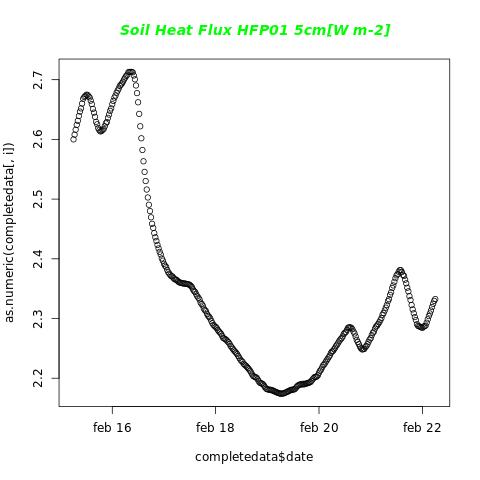 Soil Heat Flux HFP01 5cm[W m-2]
as.numeric(completedata[, i])
2.7
2.6
2.5
2.4
2.3
2.2
feb 16 feb 18 feb 20 feb 22
completedata$date